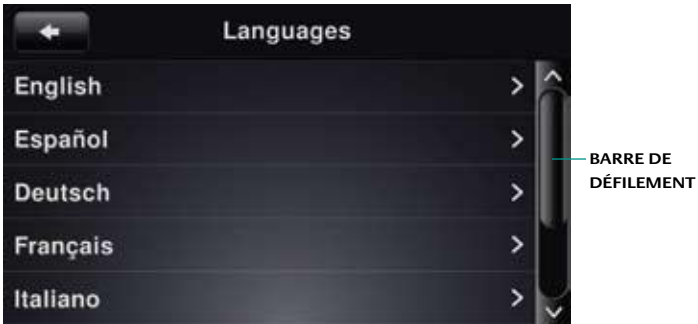 Languages
English
Español
Deutsch
Français
Italiano
BARRE DE
DÉFILEMENT